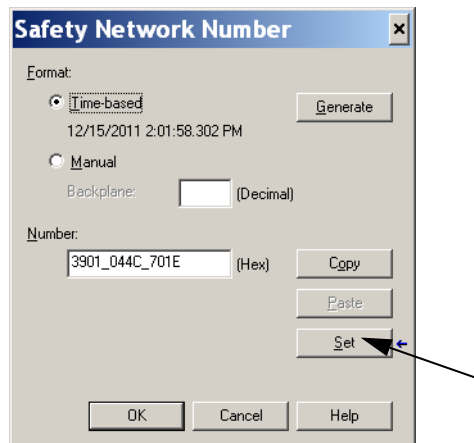 Safety Network Number
Format:
Time-based
Generate
12/15/2011 2:01:58.302 PM
Manual
Backplane: (Decimal)
Number:
3901_044C_701E (Hex)
Copy
Paste
Set
OK Cancel Help